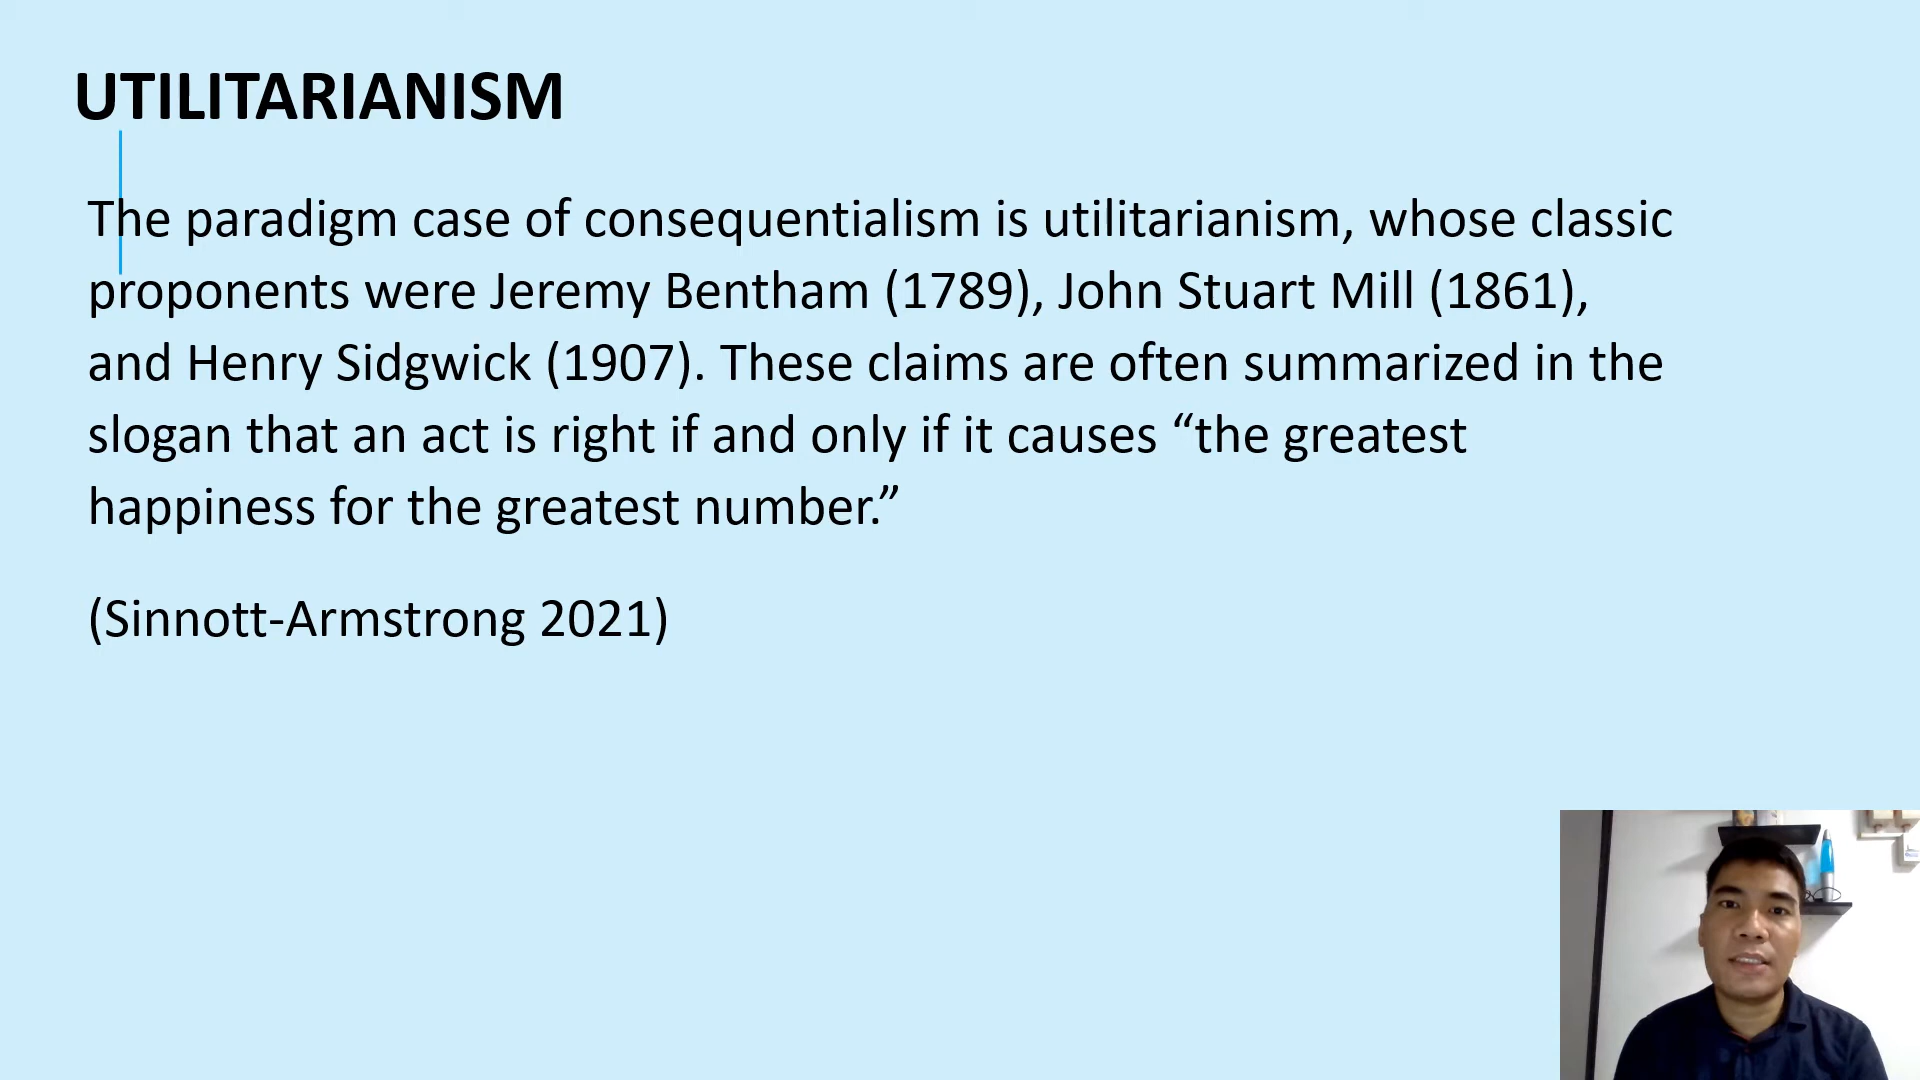 UTILITARIANISM
The paradigm case of consequentialism is utilitarianism, whose classic
proponents were Jeremy Bentham (1789), John Stuart Mill (1861),
and Henry Sidgwick (1907). These claims are often summarized in the
slogan that an act is right if and only if it causes “the greatest
happiness for the greatest number.”
(Sinnott-Armstrong 2021)